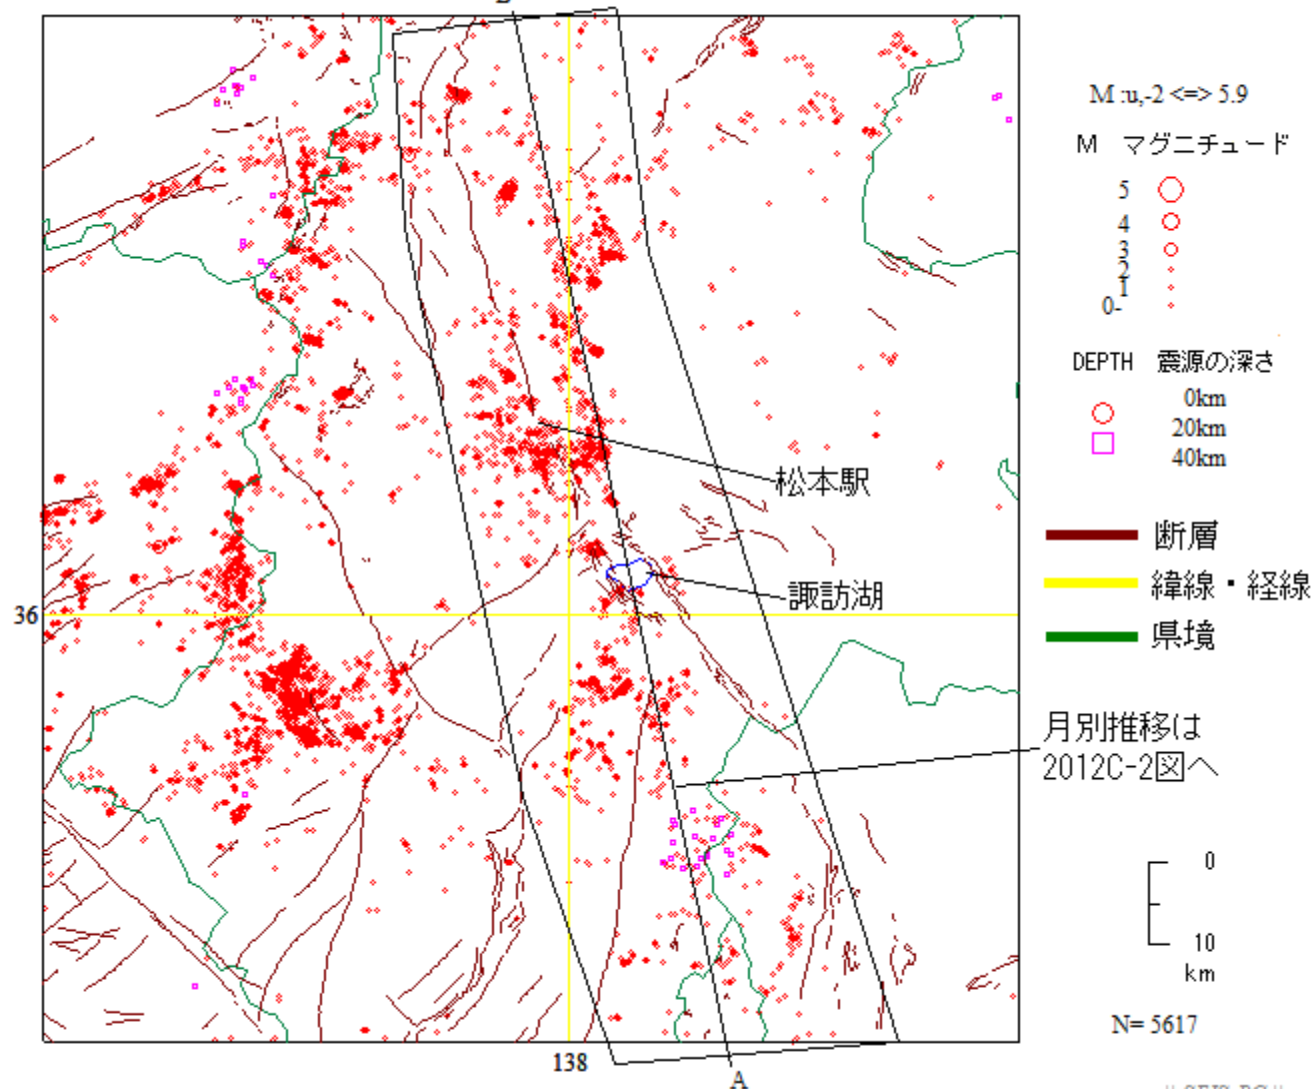 M :u,-2 <=> 5.9
M マグニチュード
5
4
3
2
1
0-
DEPTH 震源の深さ
0km
20km
40km
松本駅
断層
諏訪湖
緯線・経線
36
県境
月別推移は
2012C-2図へ
0
10
km
N= 5617
138
A